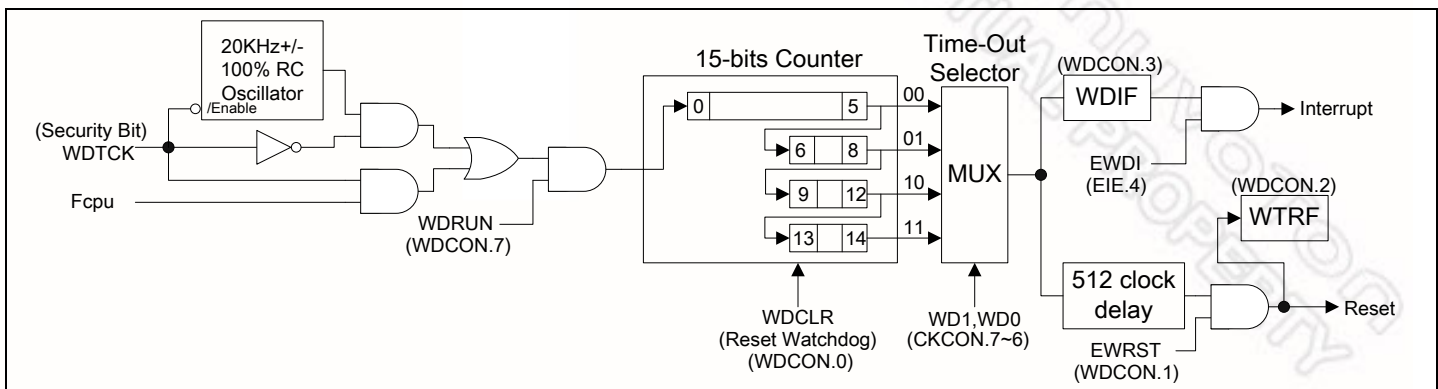 20KHz+/-
100% RC
Oscillator
/Enable
(Security Bit)
WDTCK
Fcpu
WDRUN
(WDCON.7)
15-bits Counter
0 5
6 8
9 12
13 14
00
01
10
11
WDCLR
(Reset Watchdog)
(WDCON.0)
Time-Out
Selector
MUX
WD1,WD0
(CKCON.7~6)
(WDCON.3)
WDIF
Interrupt
EWDI
(EIE.4)
(WDCON.2)
WTRF
512 clock
delay
Reset
EWRST
(WDCON.1)